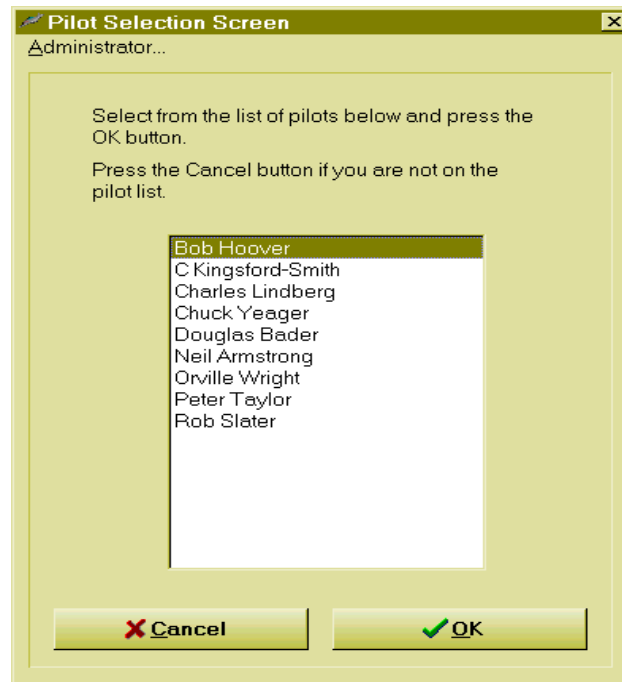 Pilot Selection Screen
Administrator...
Select from the list of pilots below and press the
OK button.
Press the Cancel button if you are not on the
pilot list.
Bob Hoover
C Kingsford-Smith
Charles Lindberg
Chuck Yeager
Douglas Bader
Neil Armstrong
Orville Wright
Peter Taylor
Rob Slater
Cancel
OK